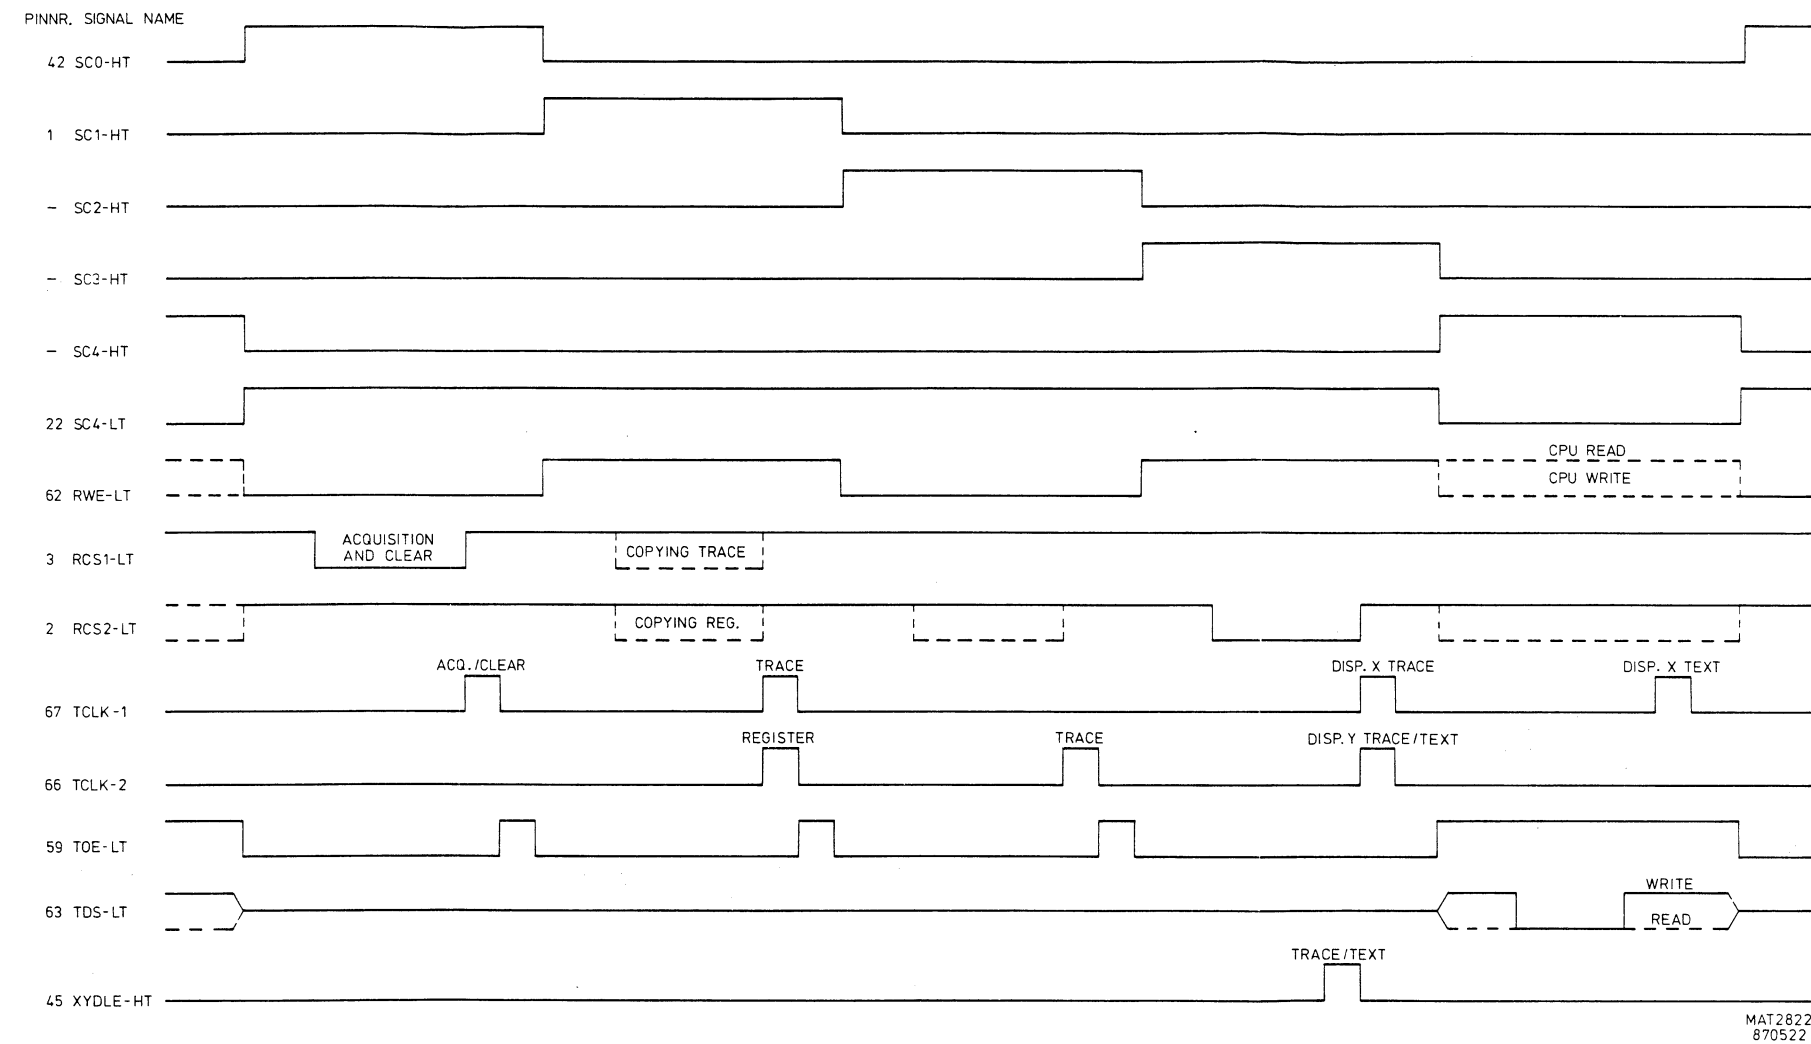 PINNR. SIGNAL NAME
42 SC0-HT
1 SC1-HT
- SC2-HT
- SC3-HT
- SC4-HT
22 SC4-LT
CPU READ
62 RWE-LT
CPU WRITE
3 RCS1-LT
ACQUISITION
AND CLEAR
COPYING TRACE
2 RCS2-LT
COPYING REG.
ACQ./CLEAR
TRACE
DISP. X TRACE
DISP. X TEXT
67 TCLK-1
REGISTER
TRACE
DISP.Y TRACE/TEXT
66 TCLK-2
59 TOE-LT
WRITE
63 TDS-LT
READ
TRACE/TEXT
45 XYDLE-HT
MAT2822
870522